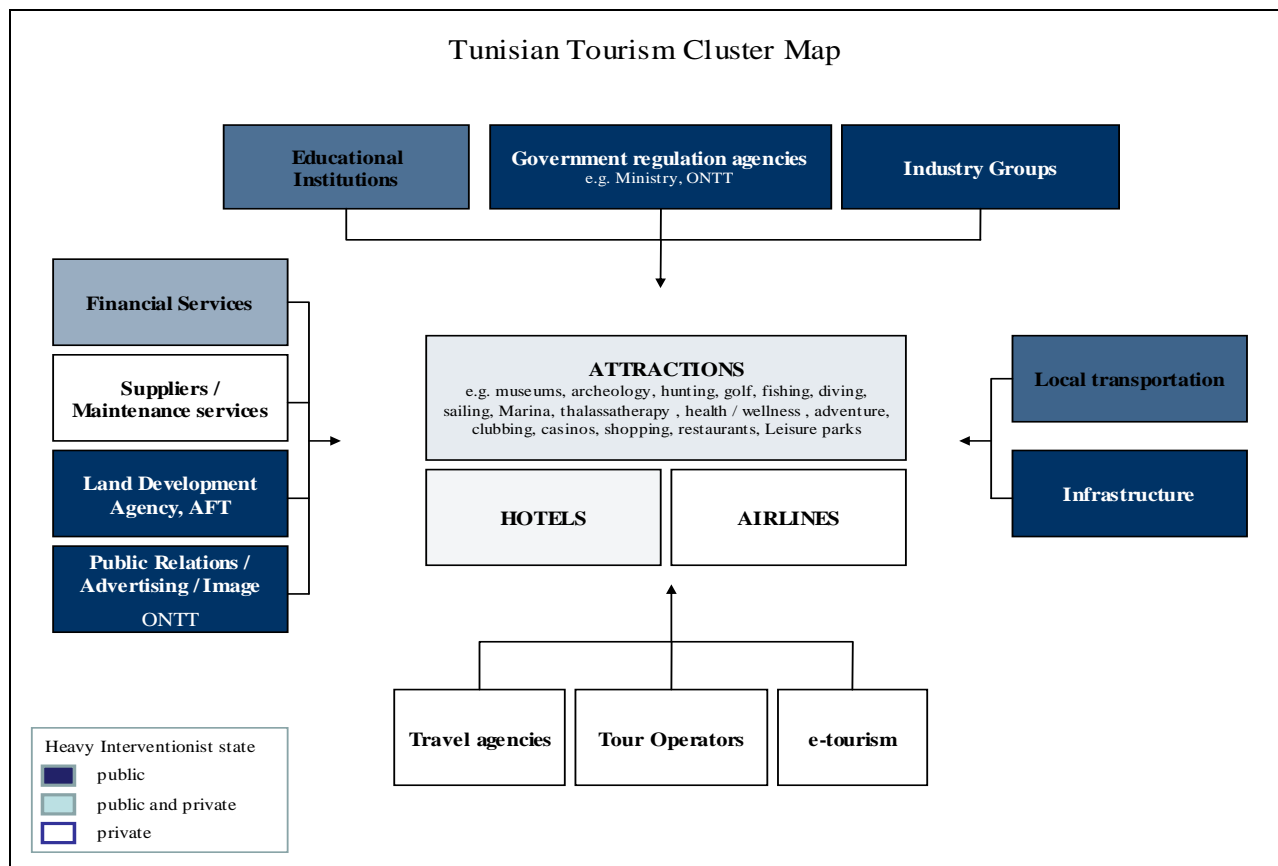 Tunisian Tourism Cluster Map
Educational
Institutions
Government regulation agencies
e.g. Ministry, ONTT
Industry Groups
Financial Services
Suppliers /
Maintenance services
Land Development
Agency, AFT
Public Relations /
Advertising / Image
ONTT
ATTRACTIONS
e.g. museums, archeology, hunting, golf, fishing, diving,
sailing, Marina, thalassatherapy , health / wellness , adventure,
clubbing, casinos, shopping, restaurants, Leisure parks
HOTELS
AIRLINES
Local transportation
Infrastructure
Travel agencies
Tour Operators
e-tourism
Heavy Interventionist state
public
public and private
private